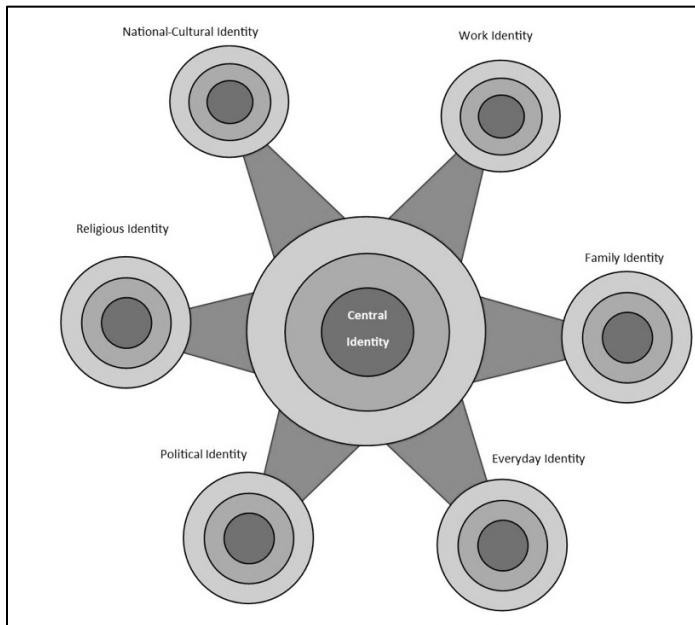 National-Cultural Identity
Work Identity
Religious Identity
Family Identity
Central
Identity
Political Identity
Everyday Identity